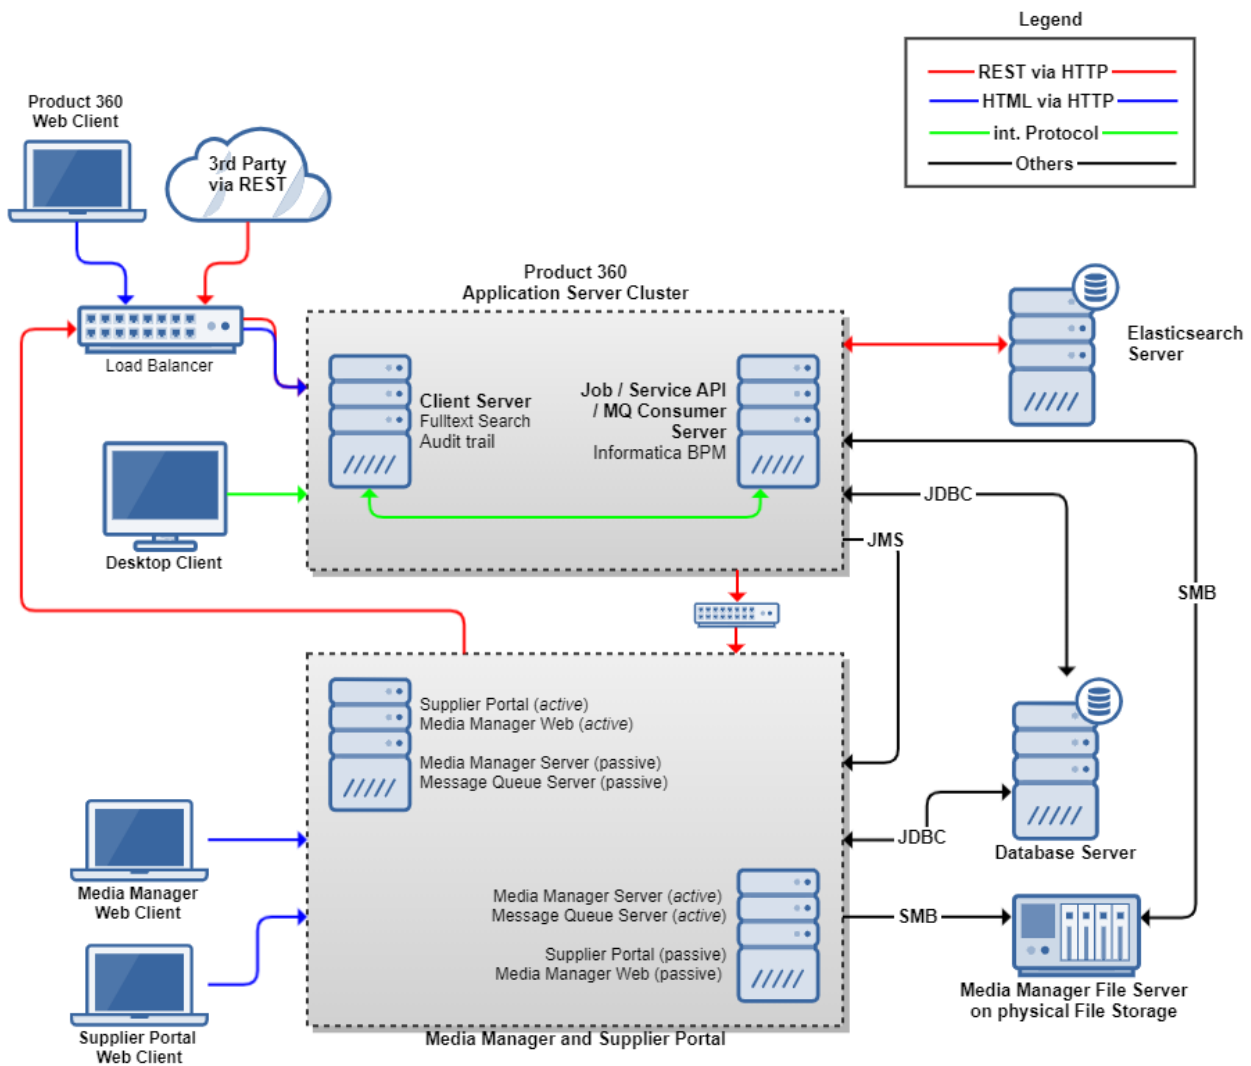 Legend
REST via HTTP
HTML via HTTP
int. Protocol
Others
Product 360
Web Client
3rd Party
via REST
Load Balancer
Desktop Client
Product 360
Application Server Cluster
Client Server
Fulltext Search
Audit trail
Job / Service API
/ MQ Consumer
Server
Informatica BPM
Elasticsearch
Server
JDBC
JMS
SMB
Supplier Portal (active)
Media Manager Web (active)
Media Manager Server (passive)
Message Queue Server (passive)
JDBC
Database Server
Media Manager
Web Client
Media Manager Server (active)
Message Queue Server (active)
Supplier Portal (passive)
Media Manager Web (passive)
SMB
Media Manager File Server
on physical File Storage
Supplier Portal
Web Client
Media Manager and Supplier Portal